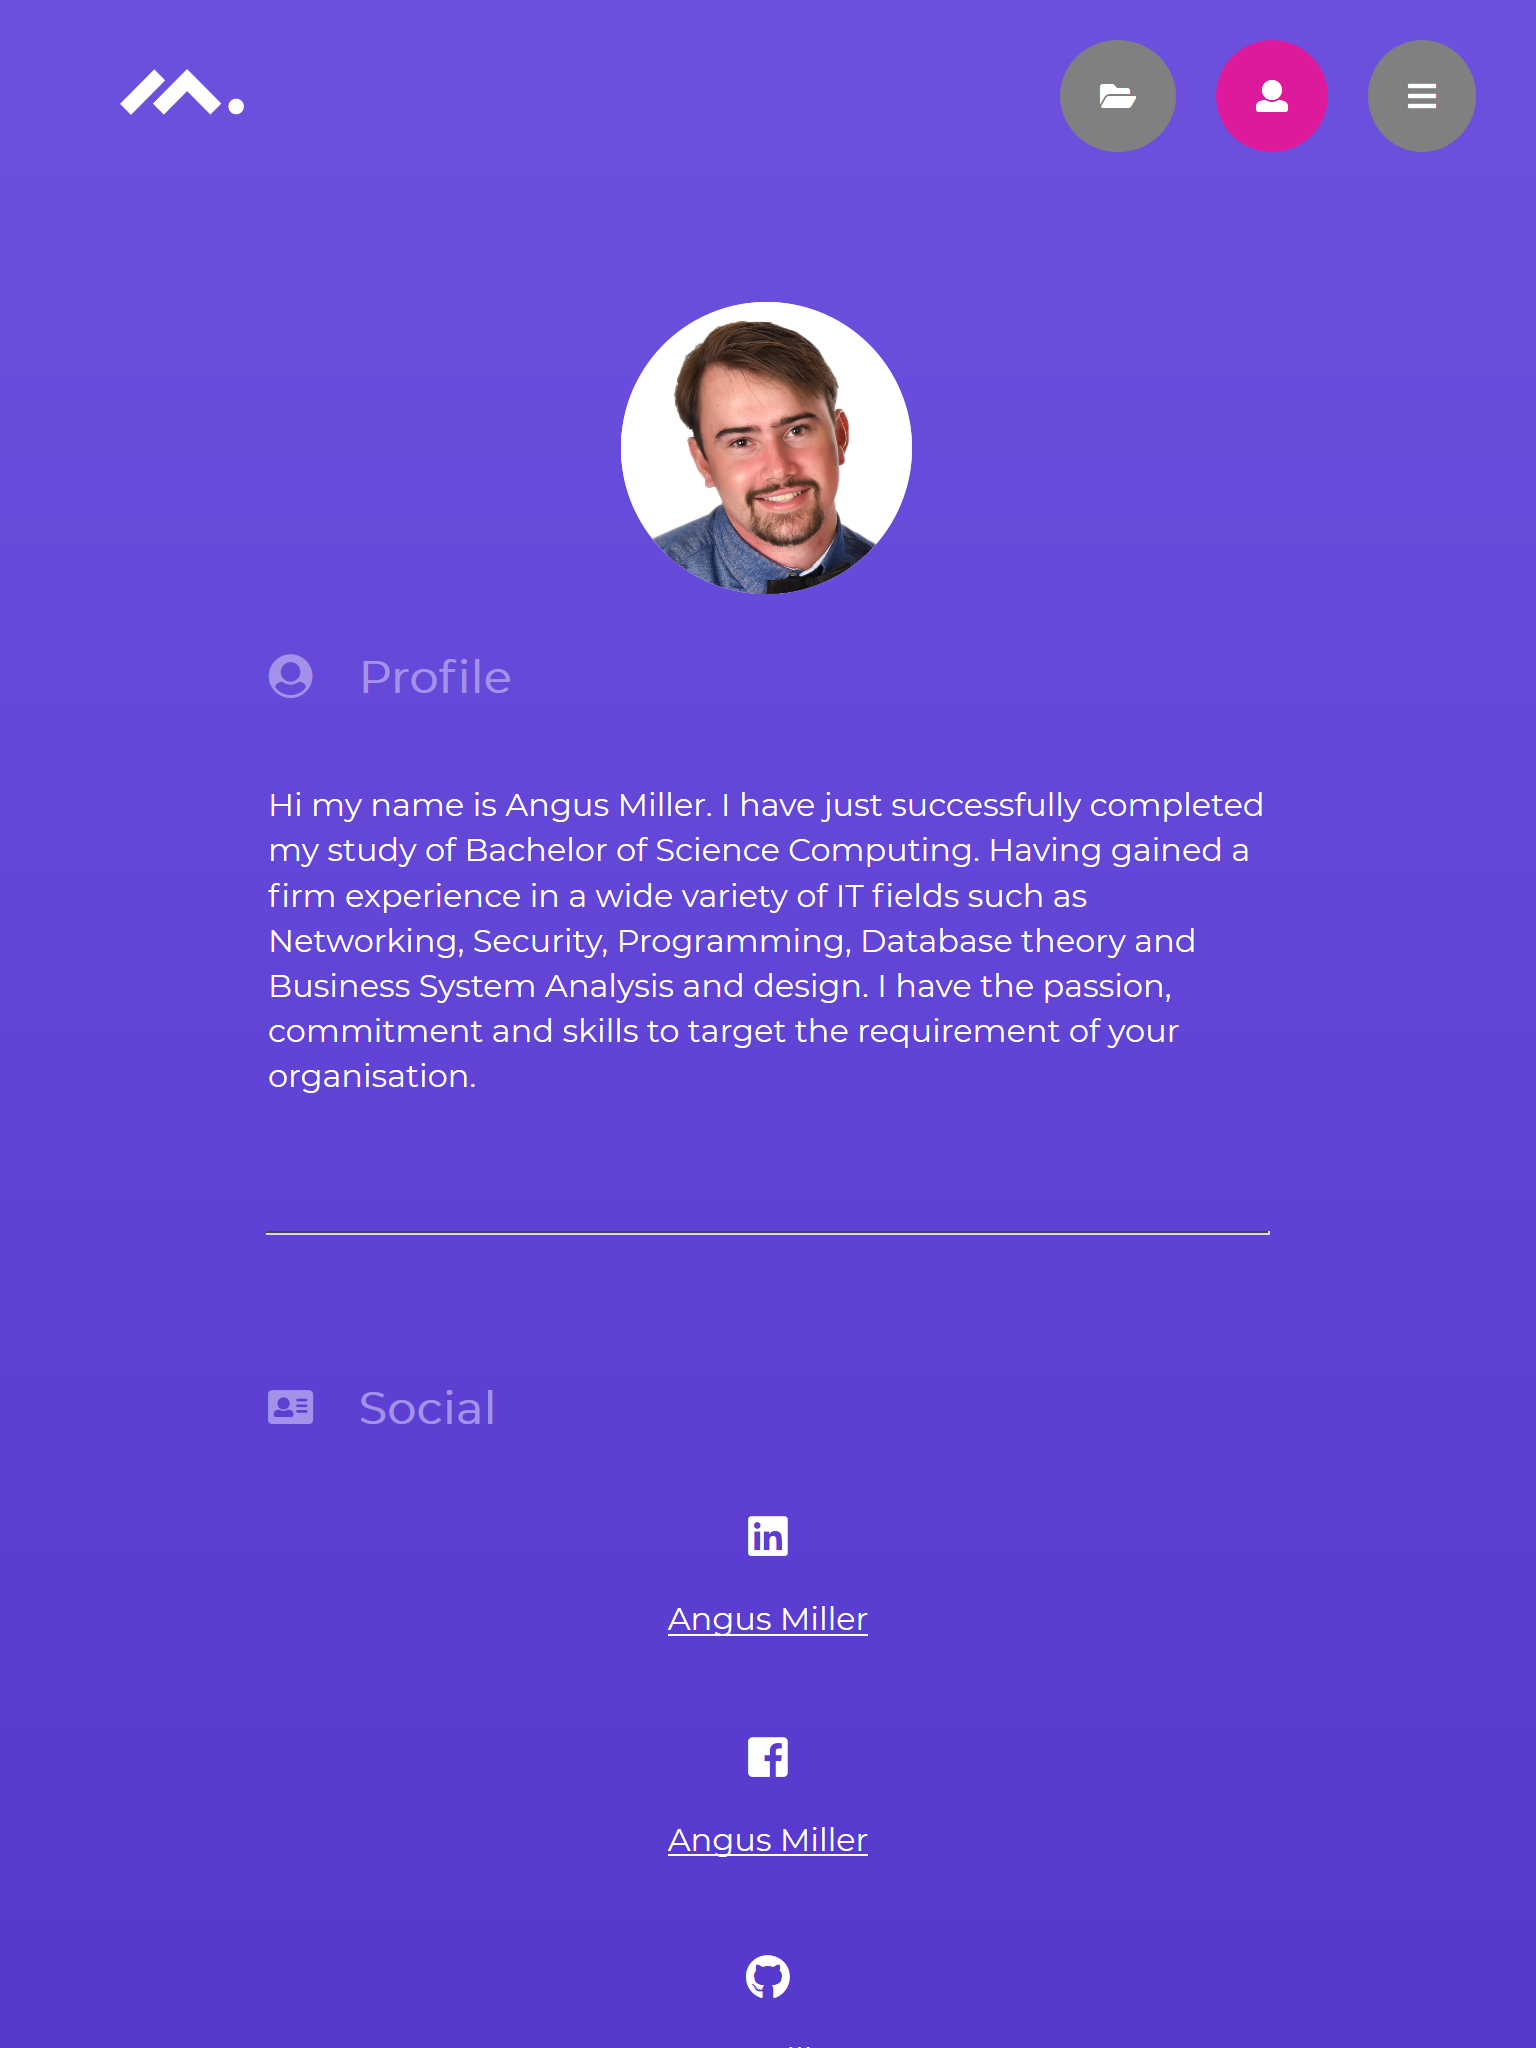 Profile
Hi my name is Angus Miller. I have just successfully completed
my study of Bachelor of Science Computing. Having gained a
firm experience in a wide variety of IT fields such as
Networking, Security, Programming, Database theory and
Business System Analysis and design. I have the passion,
commitment and skills to target the requirement of your
organisation.
Social
Angus Miller
Angus Miller